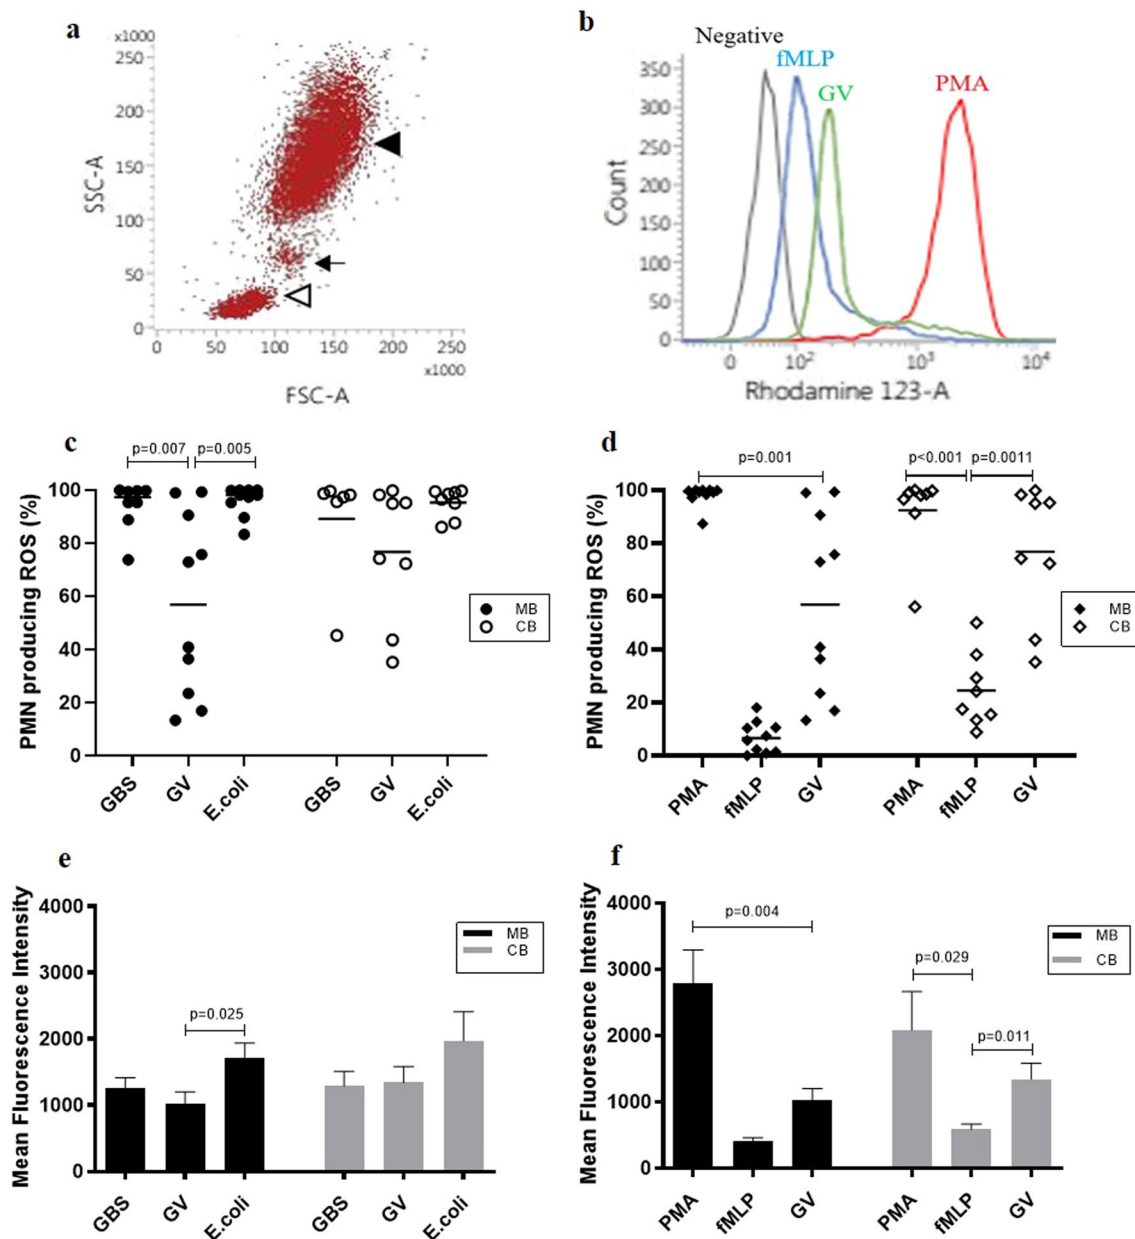 a
x1000
250
200
150
100
50
0
SSC-A
0 50 100 150 200 250
x1000
FSC-A
b
Negative
fMLP
GV
PMA
350
300
250
200
150
100
50
0
Count
0 10² 10³ 10⁴
Rhodamine 123-A
c
p=0.007 p=0.005
100
80
60
40
20
0
PMN producing ROS (%)
GBS GV E.coli GBS GV E.coli
MB
CB
d
p=0.001
p<0.001 p=0.0011
100
80
60
40
20
0
PMN producing ROS (%)
PMA fMLP GV PMA fMLP GV
MB
CB
e
4000
3000
2000
1000
0
Mean Fluorescence Intensity
p=0.025
GBS GV E.coli GBS GV E.coli
MB
CB
f
4000
3000
2000
1000
0
Mean Fluorescence Intensity
p=0.004
p=0.029
p=0.011
PMA fMLP GV PMA fMLP GV
MB
CB